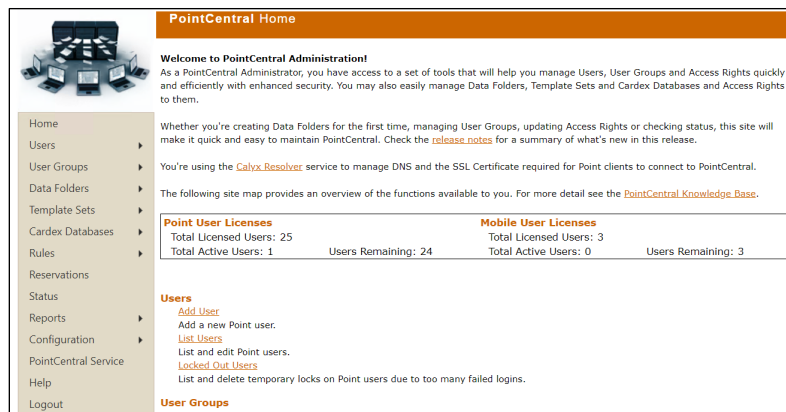 PointCentral Home
Welcome to PointCentral Administration!
As a PointCentral Administrator, you have access to a set of tools that will help you manage Users, User Groups and Access Rights quickly
and efficiently with enhanced security. You may also easily manage Data Folders, Template Sets and Cardex Databases and Access Rights
to them.
Home
Users
User Groups
Data Folders
Template Sets
Cardex Databases
Rules
Reservations
Status
Reports
Configuration
PointCentral Service
Help
Logout
Whether you're creating Data Folders for the first time, managing User Groups, updating Access Rights or checking status, this site will
make it quick and easy to maintain PointCentral. Check the release notes for a summary of what's new in this release.
You're using the Calyx Resolver service to manage DNS and the SSL Certificate required for Point clients to connect to PointCentral.
The following site map provides an overview of the functions available to you. For more detail see the PointCentral Knowledge Base.
Point User Licenses
Total Licensed Users: 25
Total Active Users: 1 Users Remaining: 24
Mobile User Licenses
Total Licensed Users: 3
Total Active Users: 0 Users Remaining: 3
Users
Add User
Add a new Point user.
List Users
List and edit Point users.
Locked Out Users
List and delete temporary locks on Point users due to too many failed logins.
User Groups